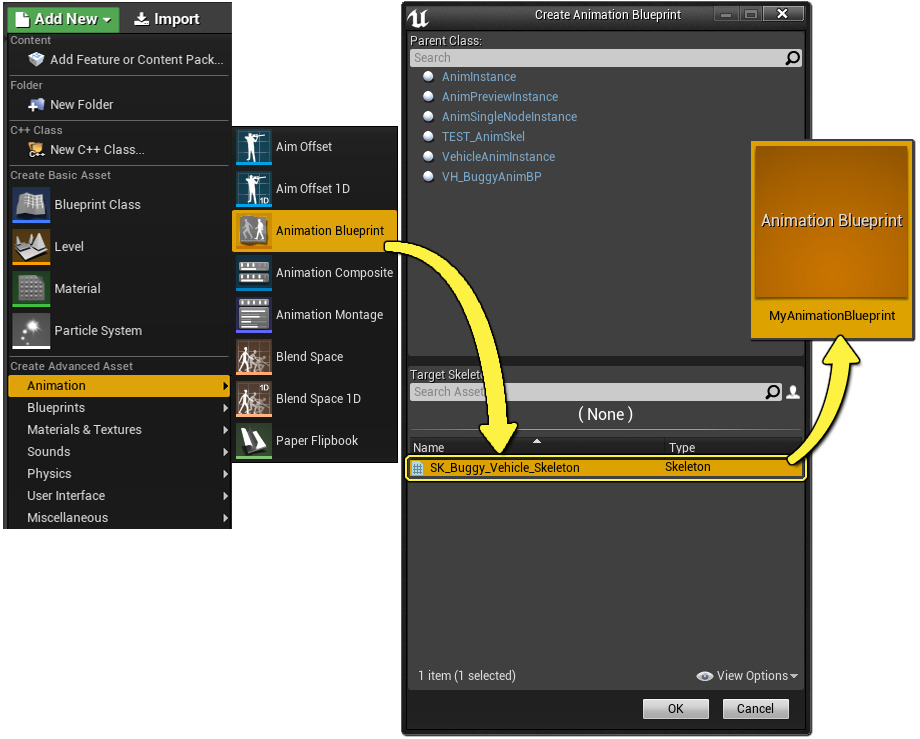 Add New
Import
Content
Add Feature or Content Pack...
Folder
New Folder
C++ Class
New C++ Class...
Create Basic Asset
Blueprint Class
Level
Material
Particle System
Create Advanced Asset
Animation
Blueprints
Materials & Textures
Sounds
Physics
User Interface
Miscellaneous
Aim Offset
Aim Offset 1D
1D
Animation Blueprint
Animation Composite
Animation Montage
Blend Space
Blend Space 1D
1D
Paper Flipbook
Create Animation Blueprint
Parent Class:
Search
AnimInstance
AnimPreviewInstance
AnimSingleNodeInstance
TEST_AnimSkel
VehicleAnimInstance
VH_BuggyAnimBP
Target
Search
( None )
Name Type
SK_Buggy_Vehicle_Skeleton Skeleton
1 item (1 selected) View Options
OK Cancel
Animation Blueprint
MyAnimationBlueprint